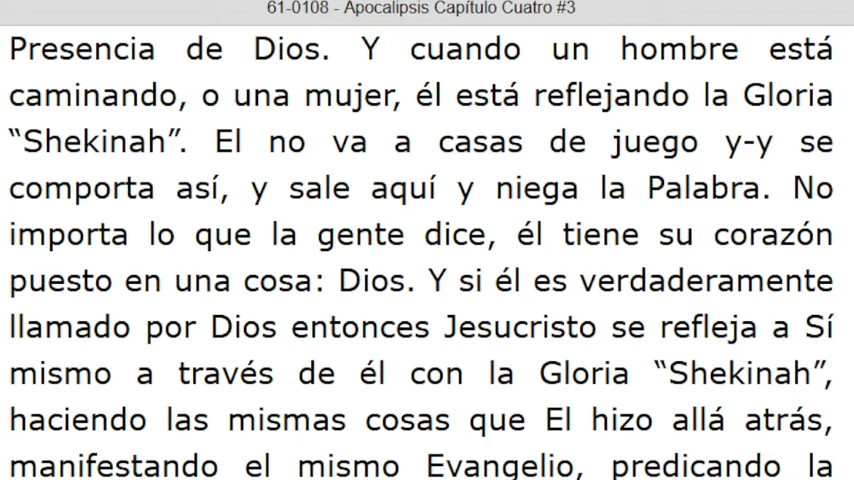 61-0108 - Apocalipsis Capítulo Cuatro #3
Presencia de Dios. Y cuando un hombre está
caminando, o una mujer, él está reflejando la Gloria
“Shekinah”. El no va a casas de juego y-y se
comporta así, y sale aquí y niega la Palabra. No
importa lo que la gente dice, él tiene su corazón
puesto en una cosa: Dios. Y si él es verdaderamente
llamado por Dios entonces Jesucristo se refleja a Sí
mismo a través de él con la Gloria “Shekinah”,
haciendo las mismas cosas que El hizo allá atrás,
manifestando el mismo Evangelio, predicando la